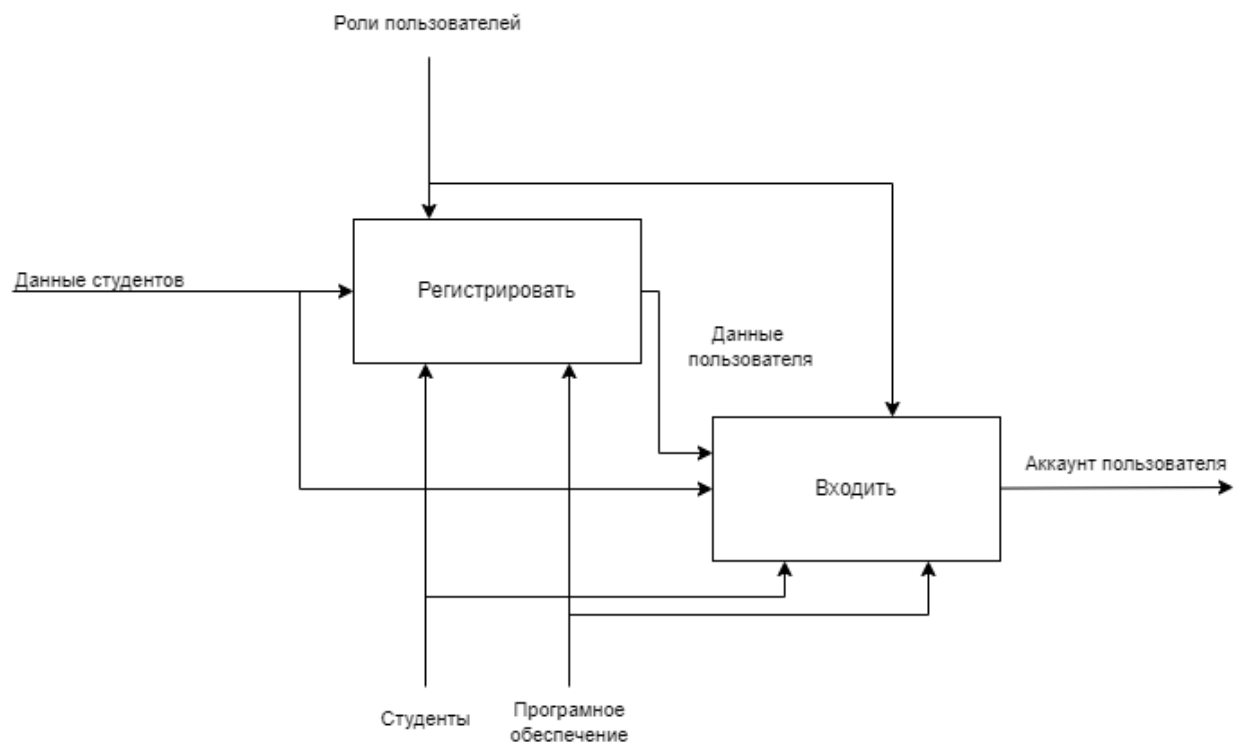 Роли пользователей
Данные студентов
Регистрировать
Данные
пользователя
Аккаунт пользователя
Входить
Студенты
Програмное
обеспечение